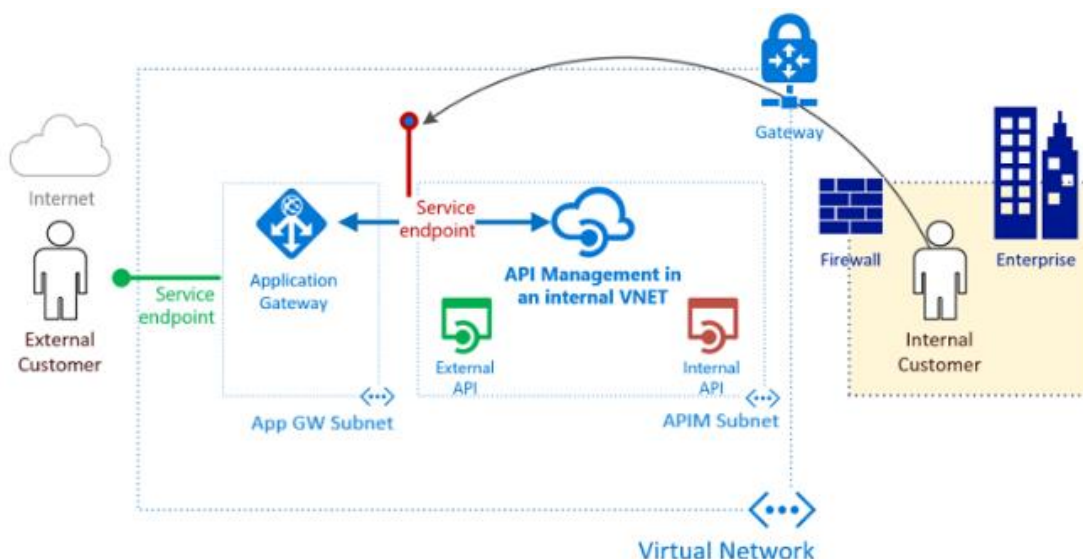 Internet
External
Customer
Service
endpoint
Application
Gateway
App GW Subnet
Service
endpoint
API Management in
an internal VNET
External
API
Internal
API
APIM Subnet
Gateway
Firewall
Enterprise
Internal
Customer
Virtual Network